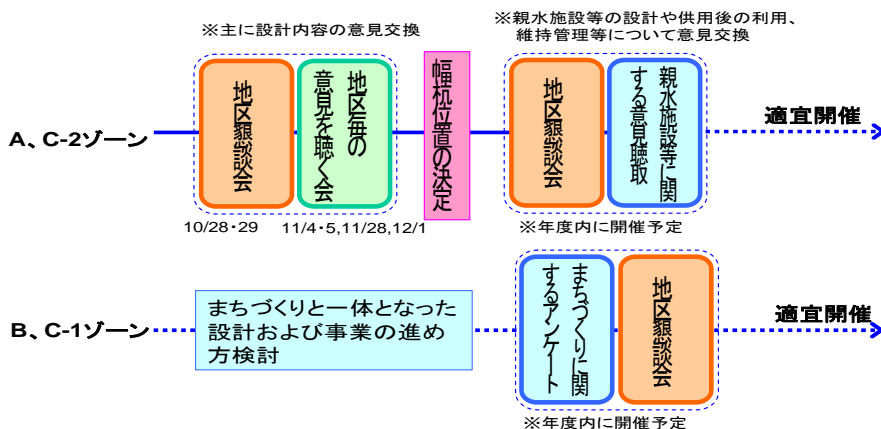 ※主に設計内容の意見交換
※親水施設等の設計や供用後の利用、
維持管理等について意見交換
A、C-2ゾーン
地区懇談会
地区毎の
意見を聴く会
幅杭位置の決定
地区懇談会
親水施設等に関
する意見聴取
適宜開催
10/28・29
11/4・5,11/28,12/1
※年度内に開催予定
B、C-1ゾーン
まちづくりと一体となった
設計および事業の進め
方検討
まちづくりに関
するアンケート
地区懇談会
適宜開催
※年度内に開催予定